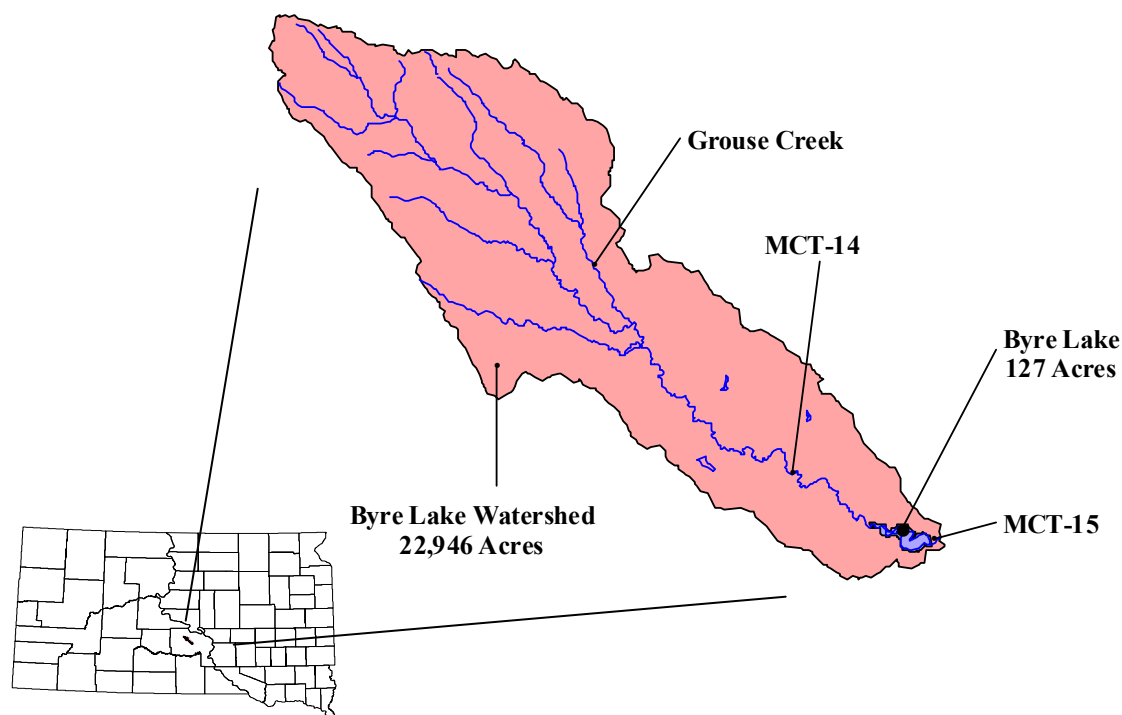 Grouse Creek
MCT-14
Byre Lake
127 Acres
Byre Lake Watershed
22,946 Acres
MCT-15